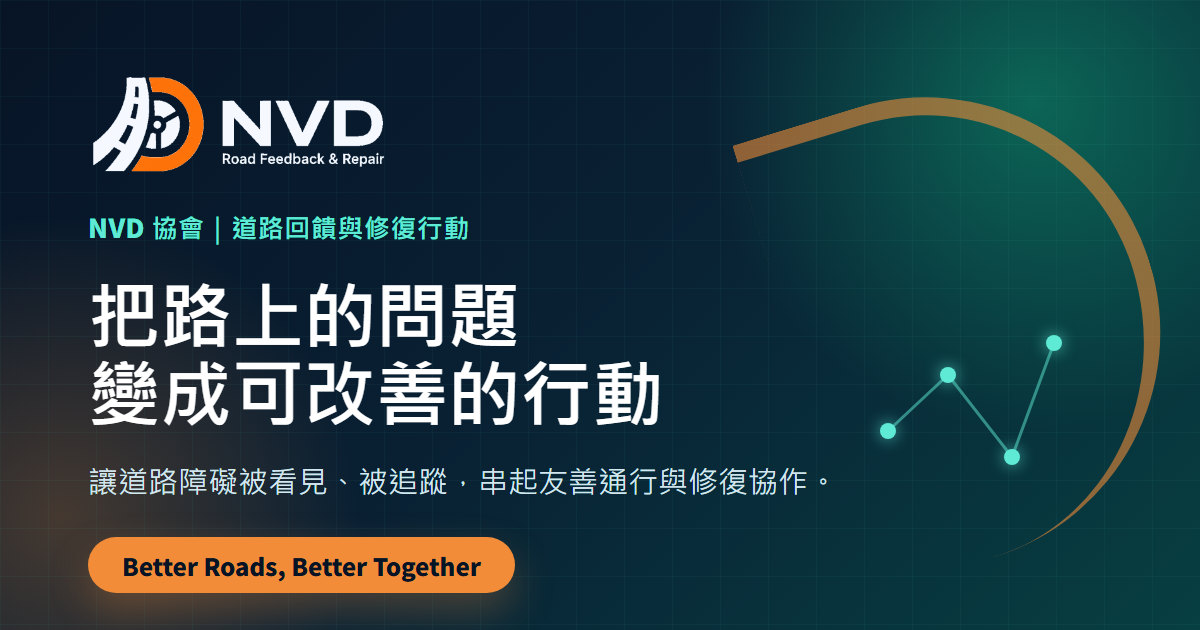 NVD
Road Feedback & Repair
NVD 協會｜道路回饋與修復行動
把路上的問題
變成可改善的行動
讓道路障礙被看見、被追蹤，串起友善通行與修復協作。
Better Roads, Better Together